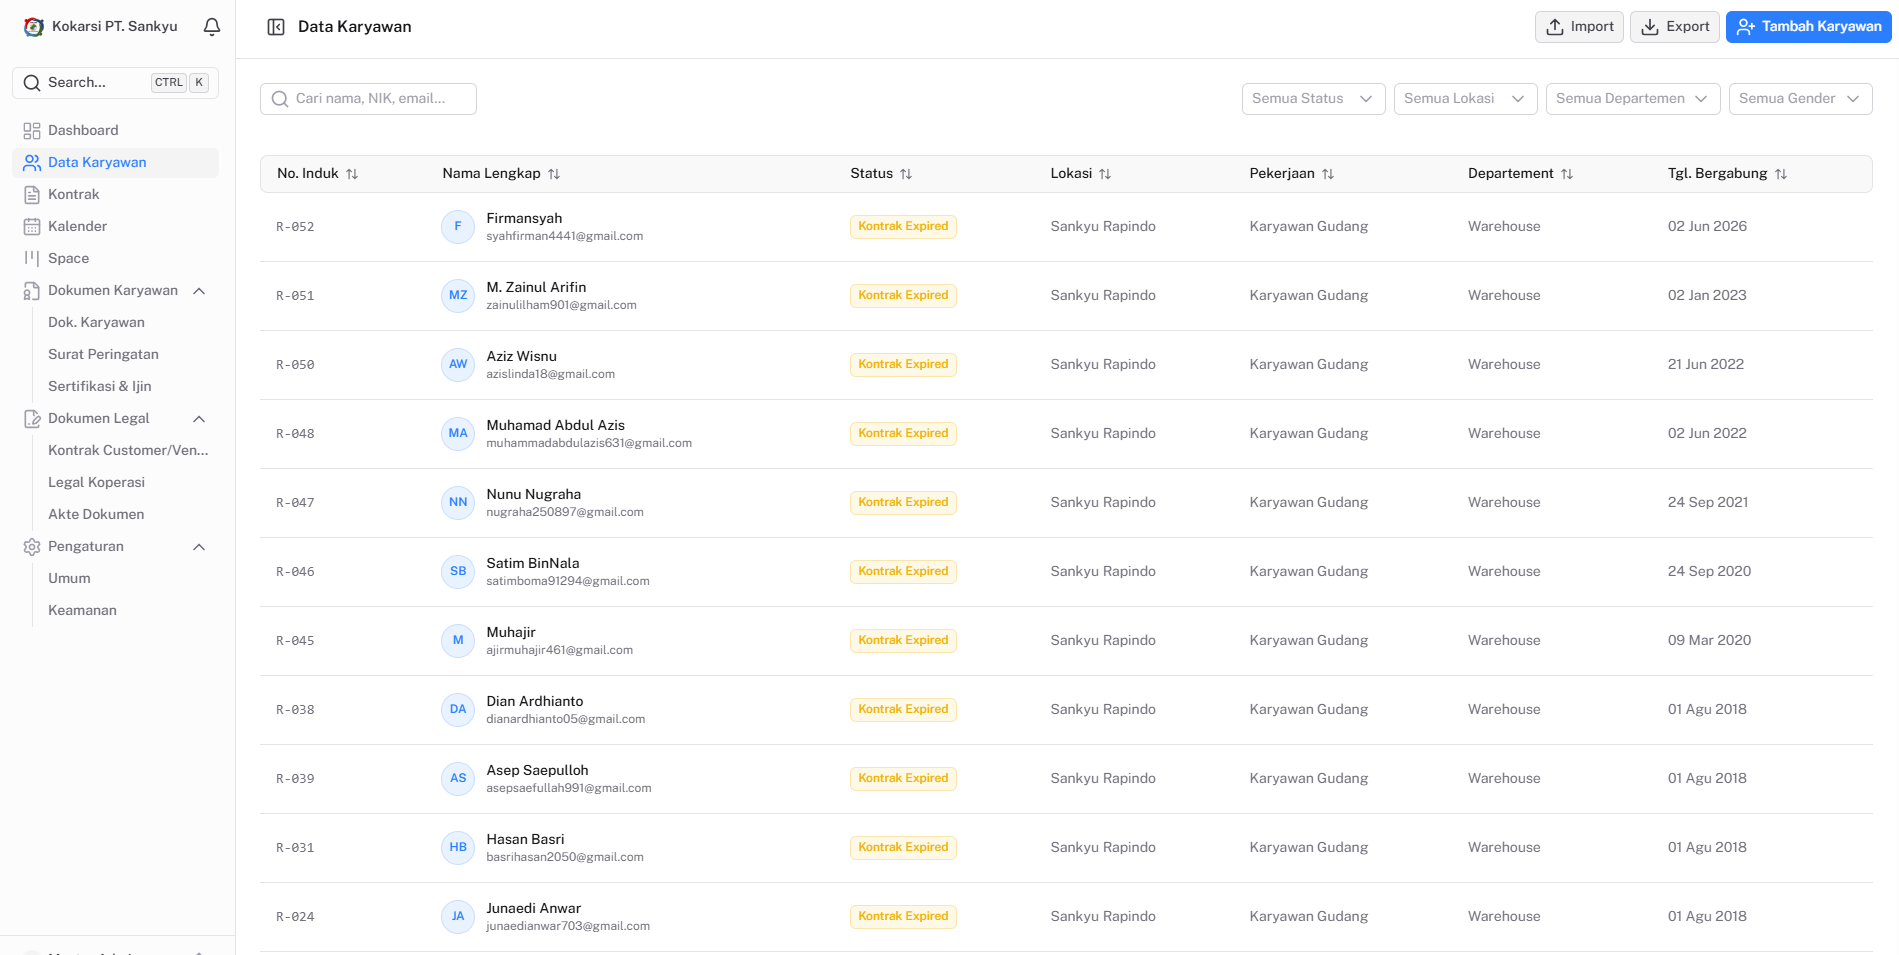 Kokarsi PT. Sankyu
Search...
CTRL K
Dashboard
Data Karyawan
Kontrak
Kalender
Space
Dokumen Karyawan
Dok. Karyawan
Surat Peringatan
Sertifikasi & Ijin
Dokumen Legal
Kontrak Customer/Ven...
Legal Koperasi
Akte Dokumen
Pengaturan
Umum
Keamanan
Data Karyawan
Import
Export
Tambah Karyawan
Cari nama, NIK, email...
Semua Status
Semua Lokasi
Semua Departemen
Semua Gender
No. Induk Nama Lengkap Status Lokasi Pekerjaan Departement Tgl. Bergabung
R-052 F Firmansyah Kontrak Expired Sankyu Rapindo Karyawan Gudang Warehouse 02 Jun 2026
syahfirman4441@gmail.com
R-051 MZ M. Zainul Arifin Kontrak Expired Sankyu Rapindo Karyawan Gudang Warehouse 02 Jan 2023
zainulilham901@gmail.com
R-050 AW Aziz Wisnu Kontrak Expired Sankyu Rapindo Karyawan Gudang Warehouse 21 Jun 2022
azislinda18@gmail.com
R-048 MA Muhamad Abdul Azis Kontrak Expired Sankyu Rapindo Karyawan Gudang Warehouse 02 Jun 2022
muhammadabdulazis631@gmail.com
R-047 NN Nunu Nugraha Kontrak Expired Sankyu Rapindo Karyawan Gudang Warehouse 24 Sep 2021
nugraha250897@gmail.com
R-046 SB Satim BinNala Kontrak Expired Sankyu Rapindo Karyawan Gudang Warehouse 24 Sep 2020
satimboma91294@gmail.com
R-045 M Muhajir Kontrak Expired Sankyu Rapindo Karyawan Gudang Warehouse 09 Mar 2020
ajirmuhajir461@gmail.com
R-038 DA Dian Ardhianto Kontrak Expired Sankyu Rapindo Karyawan Gudang Warehouse 01 Agu 2018
dianardhianto05@gmail.com
R-039 AS Asep Saepulloh Kontrak Expired Sankyu Rapindo Karyawan Gudang Warehouse 01 Agu 2018
asepsaefullah991@gmail.com
R-031 HB Hasan Basri Kontrak Expired Sankyu Rapindo Karyawan Gudang Warehouse 01 Agu 2018
basrihasan2050@gmail.com
R-024 JA Junaedi Anwar Kontrak Expired Sankyu Rapindo Karyawan Gudang Warehouse 01 Agu 2018
junaedianwar703@gmail.com